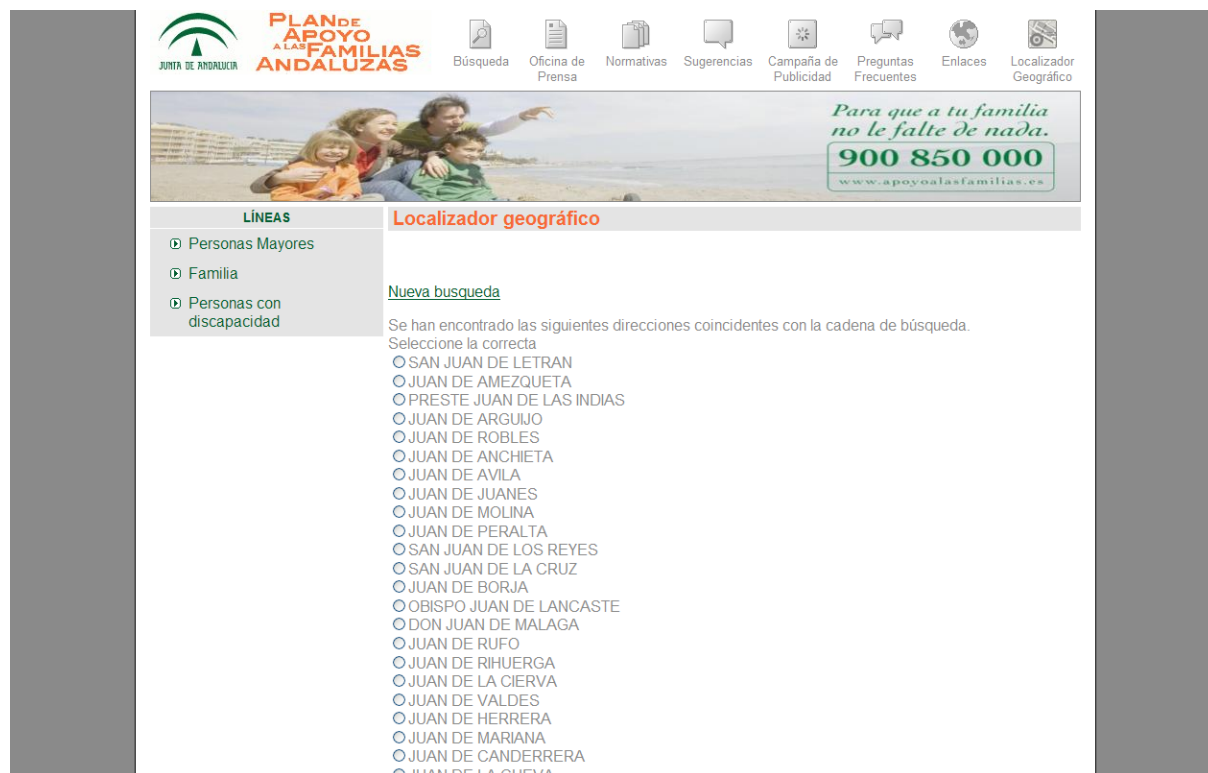 JUNTA DE ANDALUCIA
PLAN DE
APOYO
A LAS FAMILIAS
ANDALUZAS
Búsqueda
Oficina de
Prensa
Normativas
Sugerencias
Campaña de
Publicidad
Preguntas
Frecuentes
Enlaces
Localizador
Geográfico
Para que a tu familia
no le falte de nada.
900 850 000
www.apoyoalasfamilias.es
LÍNEAS
Personas Mayores
Familia
Personas con
discapacidad
Localizador geográfico
Nueva busqueda
Se han encontrado las siguientes direcciones coincidentes con la cadena de búsqueda.
Seleccione la correcta
SAN JUAN DE LETRAN
JUAN DE AMEZQUETA
PRESTE JUAN DE LAS INDIAS
JUAN DE ARGUIJO
JUAN DE ROBLES
JUAN DE ANCHIETA
JUAN DE AVILA
JUAN DE JUANES
JUAN DE MOLINA
JUAN DE PERALTA
SAN JUAN DE LOS REYES
SAN JUAN DE LA CRUZ
JUAN DE BORJA
OBISPO JUAN DE LANCASTE
DON JUAN DE MALAGA
JUAN DE RUFO
JUAN DE RIHUERGA
JUAN DE LA CIERVA
JUAN DE VALDES
JUAN DE HERRERA
JUAN DE MARIANA
JUAN DE CANDERRERA
JUAN DE LA CUEVA